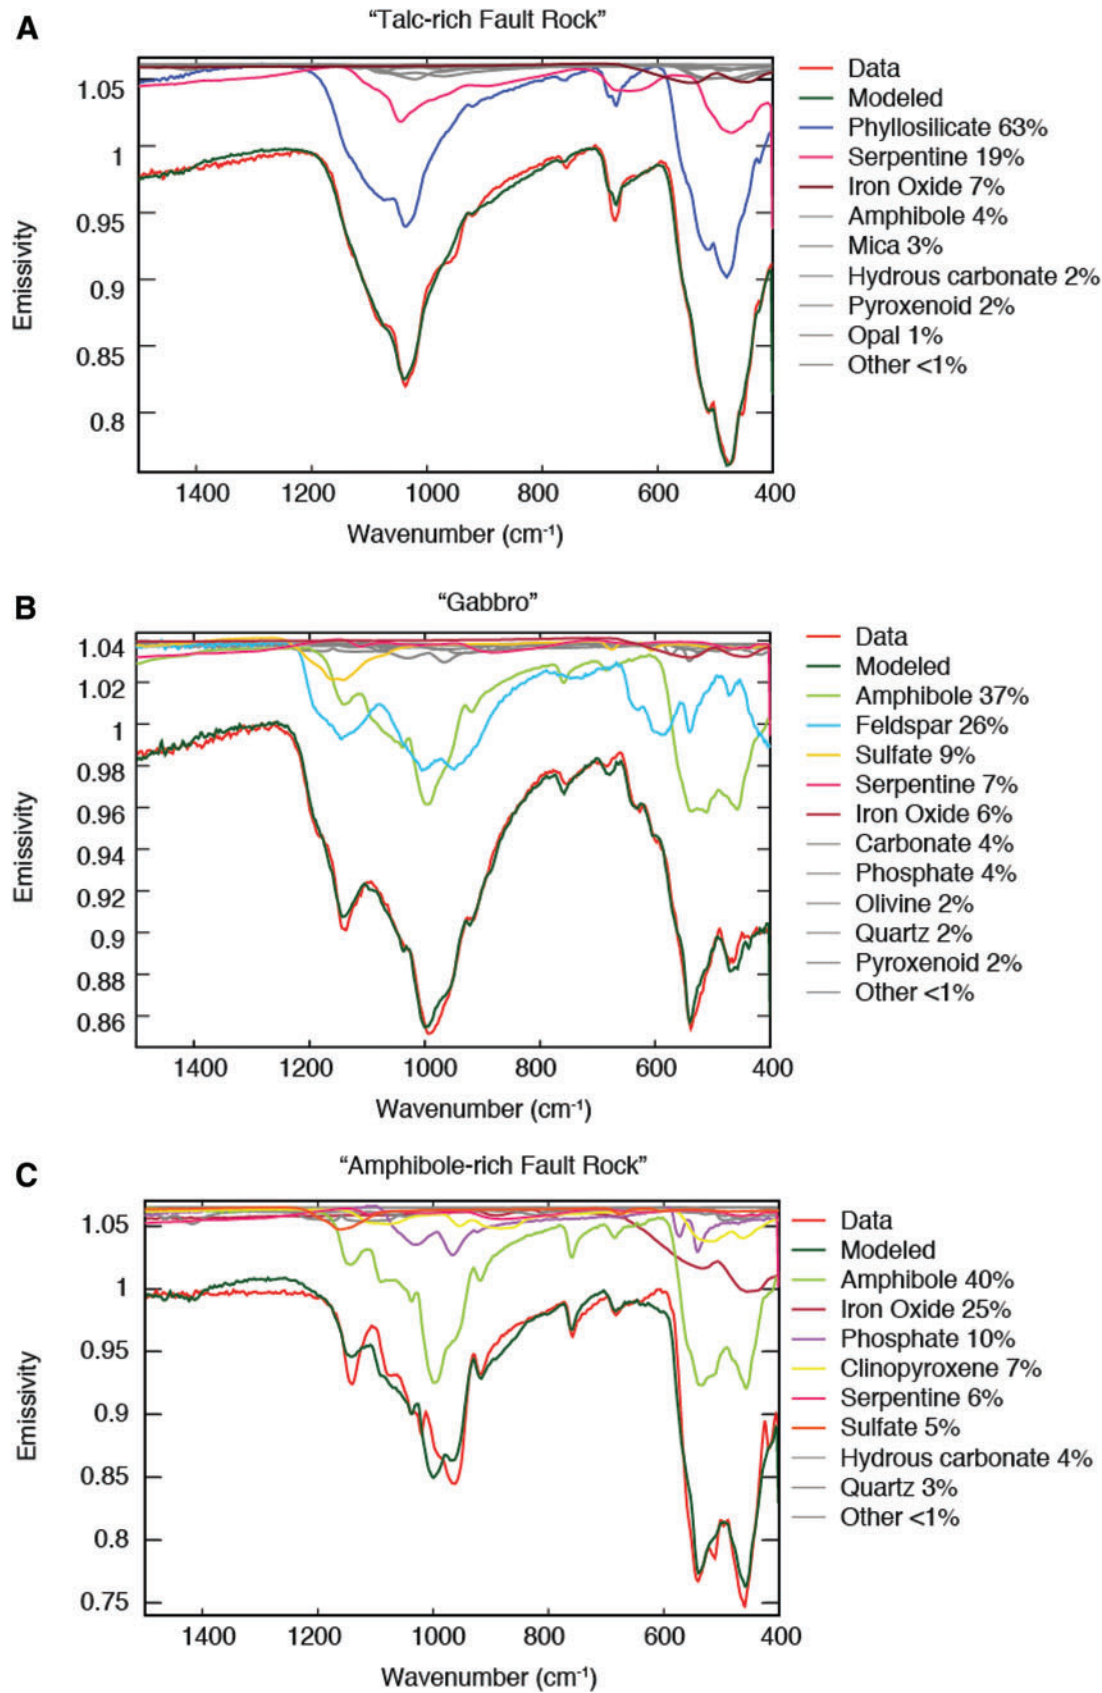 A
“Talc-rich Fault Rock”
1.05
1
0.95
0.9
0.85
0.8
Emissivity
1400 1200 1000 800 600 400
Wavenumber (cm⁻¹)
Data
Modeled
Phyllosilicate 63%
Serpentine 19%
Iron Oxide 7%
Amphibole 4%
Mica 3%
Hydrous carbonate 2%
Pyroxenoid 2%
Opal 1%
Other <1%
B
“Gabbro”
1.04
1.02
1
0.98
0.96
0.94
0.92
0.9
0.88
0.86
Emissivity
1400 1200 1000 800 600 400
Wavenumber (cm⁻¹)
Data
Modeled
Amphibole 37%
Feldspar 26%
Sulfate 9%
Serpentine 7%
Iron Oxide 6%
Carbonate 4%
Phosphate 4%
Olivine 2%
Quartz 2%
Pyroxenoid 2%
Other <1%
C
“Amphibole-rich Fault Rock”
1.05
1
0.95
0.9
0.85
0.8
0.75
Emissivity
1400 1200 1000 800 600 400
Wavenumber (cm⁻¹)
Data
Modeled
Amphibole 40%
Iron Oxide 25%
Phosphate 10%
Clinopyroxene 7%
Serpentine 6%
Sulfate 5%
Hydrous carbonate 4%
Quartz 3%
Other <1%